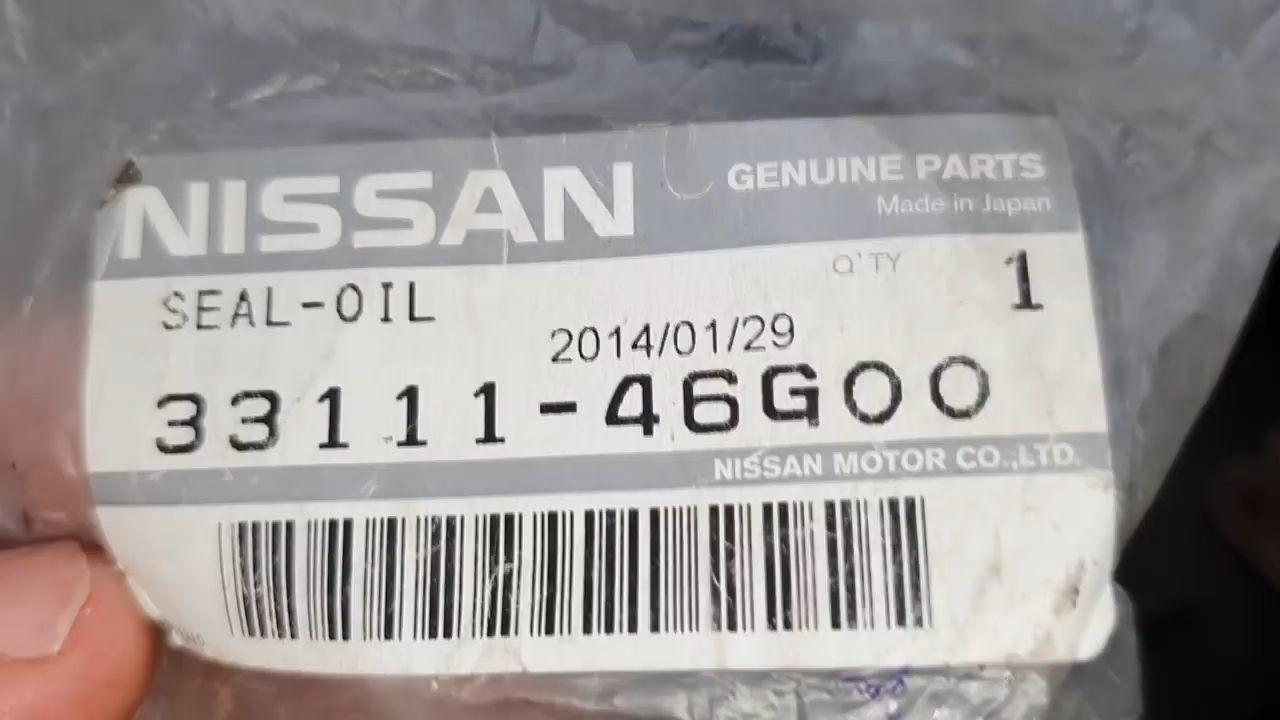 NISSAN
GENUINE PARTS
Made in Japan
Q'TY 1
SEAL-OIL
2014/01/29
33111-46G00
NISSAN MOTOR CO.,LTD.